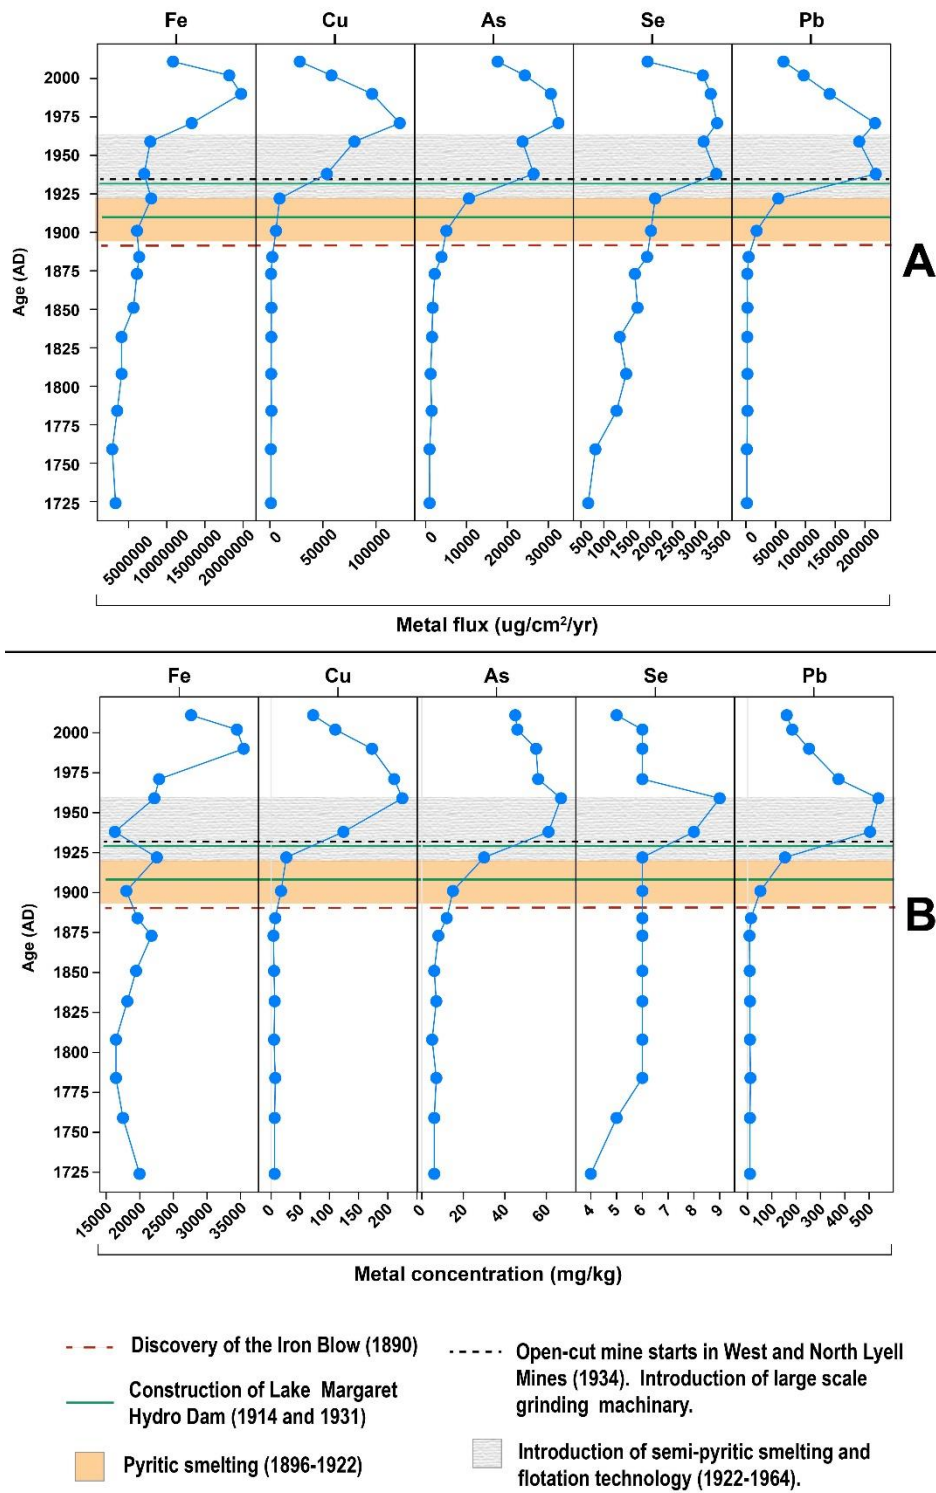 Fe Cu As Se Pb
2000
1975
1950
1925
1900
1875
1850
1825
1800
1775
1750
1725
Age (AD)
A
5000000 10000000 15000000 20000000 0 50000 100000 0 10000 20000 30000 500 1000 1500 2000 2500 3000 3500 0 50000 100000 150000 200000
Metal flux (ug/cm²/yr)
Fe Cu As Se Pb
2000
1975
1950
1925
1900
1875
1850
1825
1800
1775
1750
1725
Age (AD)
B
15000 20000 25000 30000 35000 0 50 100 150 200 0 20 40 60 4 5 6 7 8 9 0 100 200 300 400 500
Metal concentration (mg/kg)
Discovery of the Iron Blow (1890)
Construction of Lake Margaret
Hydro Dam (1914 and 1931)
Pyritic smelting (1896-1922)
Open-cut mine starts in West and North Lyell
Mines (1934). Introduction of large scale
grinding machinary.
Introduction of semi-pyritic smelting and
flotation technology (1922-1964).